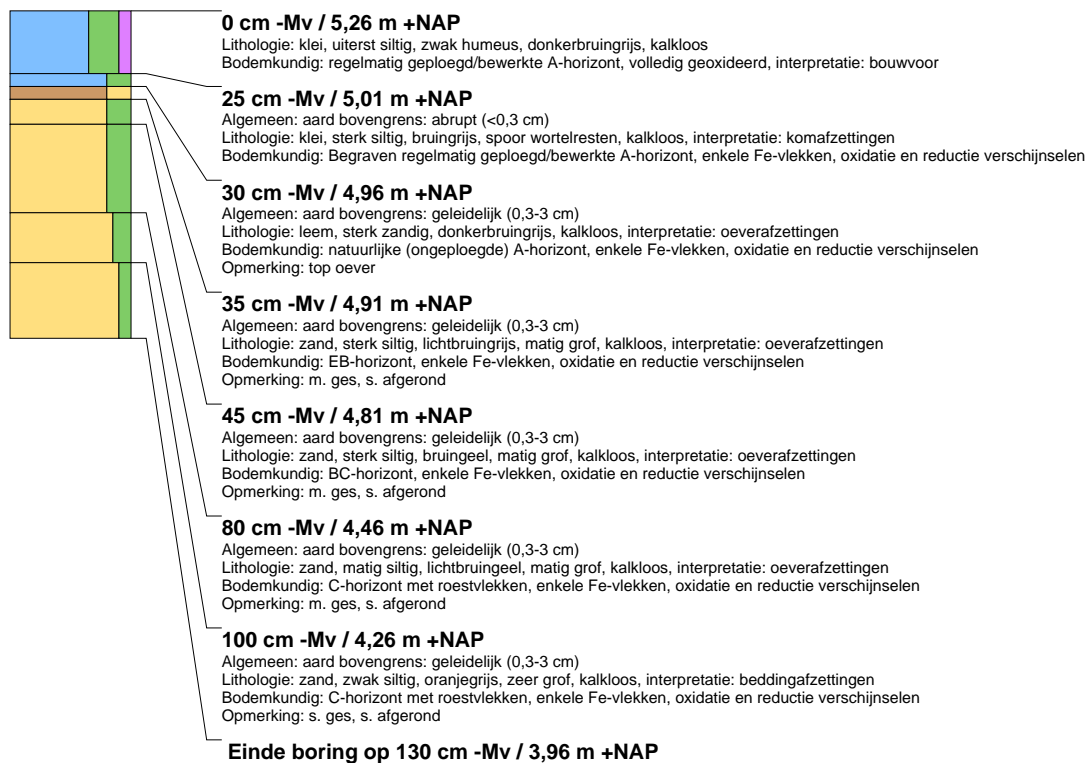 0 cm -Mv / 5,26 m +NAP
Lithologie: klei, uiterst siltig, zwak humeus, donkerbruingrijs, kalkloos
Bodemkundig: regelmatig geploegd/bewerkte A-horizont, volledig geoxideerd, interpretatie: bouwvoor
25 cm -Mv / 5,01 m +NAP
Algemeen: aard bovengrens: abrupt (<0,3 cm)
Lithologie: klei, sterk siltig, bruingrijs, spoor wortelresten, kalkloos, interpretatie: komafzettingen
Bodemkundig: Begraven regelmatig geploegd/bewerkte A-horizont, enkele Fe-vlekken, oxidatie en reductie verschijnselen
30 cm -Mv / 4,96 m +NAP
Algemeen: aard bovengrens: geleidelijk (0,3-3 cm)
Lithologie: leem, sterk zandig, donkerbruingrijs, kalkloos, interpretatie: oeverafzettingen
Bodemkundig: natuurlijke (ongeploegde) A-horizont, enkele Fe-vlekken, oxidatie en reductie verschijnselen
Opmerking: top oever
35 cm -Mv / 4,91 m +NAP
Algemeen: aard bovengrens: geleidelijk (0,3-3 cm)
Lithologie: zand, sterk siltig, lichtbruingrijs, matig grof, kalkloos, interpretatie: oeverafzettingen
Bodemkundig: EB-horizont, enkele Fe-vlekken, oxidatie en reductie verschijnselen
Opmerking: m. ges, s. afgerond
45 cm -Mv / 4,81 m +NAP
Algemeen: aard bovengrens: geleidelijk (0,3-3 cm)
Lithologie: zand, sterk siltig, bruingeel, matig grof, kalkloos, interpretatie: oeverafzettingen
Bodemkundig: BC-horizont, enkele Fe-vlekken, oxidatie en reductie verschijnselen
Opmerking: m. ges, s. afgerond
80 cm -Mv / 4,46 m +NAP
Algemeen: aard bovengrens: geleidelijk (0,3-3 cm)
Lithologie: zand, matig siltig, lichtbruingeel, matig grof, kalkloos, interpretatie: oeverafzettingen
Bodemkundig: C-horizont met roestvlekken, enkele Fe-vlekken, oxidatie en reductie verschijnselen
Opmerking: m. ges, s. afgerond
100 cm -Mv / 4,26 m +NAP
Algemeen: aard bovengrens: geleidelijk (0,3-3 cm)
Lithologie: zand, zwak siltig, oranjegrijs, zeer grof, kalkloos, interpretatie: beddingafzettingen
Bodemkundig: C-horizont met roestvlekken, enkele Fe-vlekken, oxidatie en reductie verschijnselen
Opmerking: s. ges, s. afgerond
Einde boring op 130 cm -Mv / 3,96 m +NAP